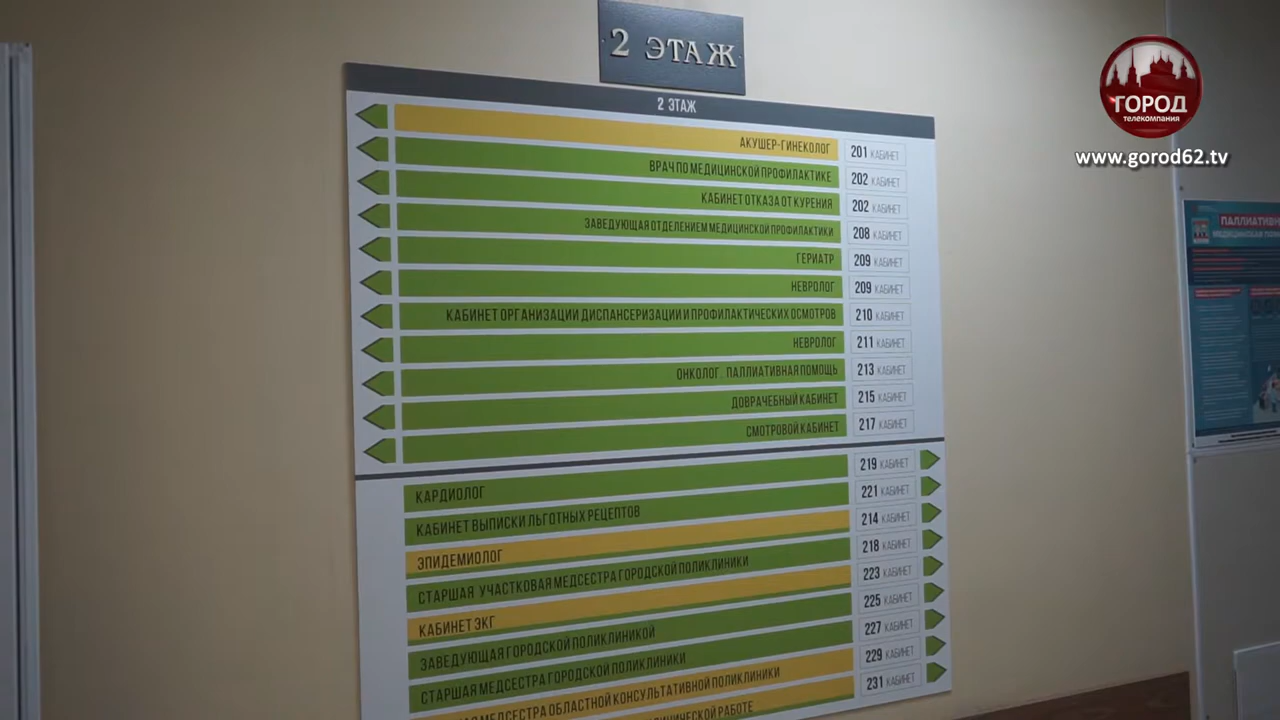 2 ЭТАЖ
ГОРОД
телекомпания
www.gorod62.tv
2 ЭТАЖ
АКУШЕР-ГИНЕКОЛОГ 201 КАБИНЕТ
ВРАЧ ПО МЕДИЦИНСКОЙ ПРОФИЛАКТИКЕ 202 КАБИНЕТ
КАБИНЕТ ОТКАЗА ОТ КУРЕНИЯ 202 КАБИНЕТ
ЗАВЕДУЮЩАЯ ОТДЕЛЕНИЕМ МЕДИЦИНСКОЙ ПРОФИЛАКТИКИ 208 КАБИНЕТ
ГЕРИАТР 209 КАБИНЕТ
НЕВРОЛОГ 209 КАБИНЕТ
КАБИНЕТ ОРГАНИЗАЦИИ ДИСПАНСЕРИЗАЦИИ И ПРОФИЛАКТИЧЕСКИХ ОСМОТРОВ 210 КАБИНЕТ
НЕВРОЛОГ 211 КАБИНЕТ
ОНКОЛОГ. ПАЛЛИАТИВНАЯ ПОМОЩЬ 213 КАБИНЕТ
ДОВРАЧЕБНЫЙ КАБИНЕТ 215 КАБИНЕТ
СМОТРОВОЙ КАБИНЕТ 217 КАБИНЕТ
КАРДИОЛОГ 219 КАБИНЕТ
КАБИНЕТ ВЫПИСКИ ЛЬГОТНЫХ РЕЦЕПТОВ 221 КАБИНЕТ
ЭПИДЕМИОЛОГ 214 КАБИНЕТ
СТАРШАЯ УЧАСТКОВАЯ МЕДСЕСТРА ГОРОДСКОЙ ПОЛИКЛИНИКИ 218 КАБИНЕТ
КАБИНЕТ ЭКГ 223 КАБИНЕТ
ЗАВЕДУЮЩАЯ ГОРОДСКОЙ ПОЛИКЛИНИКОЙ 225 КАБИНЕТ
СТАРШАЯ МЕДСЕСТРА ГОРОДСКОЙ ПОЛИКЛИНИКИ 227 КАБИНЕТ
МЕДСЕСТРА ОБЛАСТНОЙ КОНСУЛЬТАТИВНОЙ ПОЛИКЛИНИКИ 229 КАБИНЕТ
РАБОТЕ 231 КАБИНЕТ